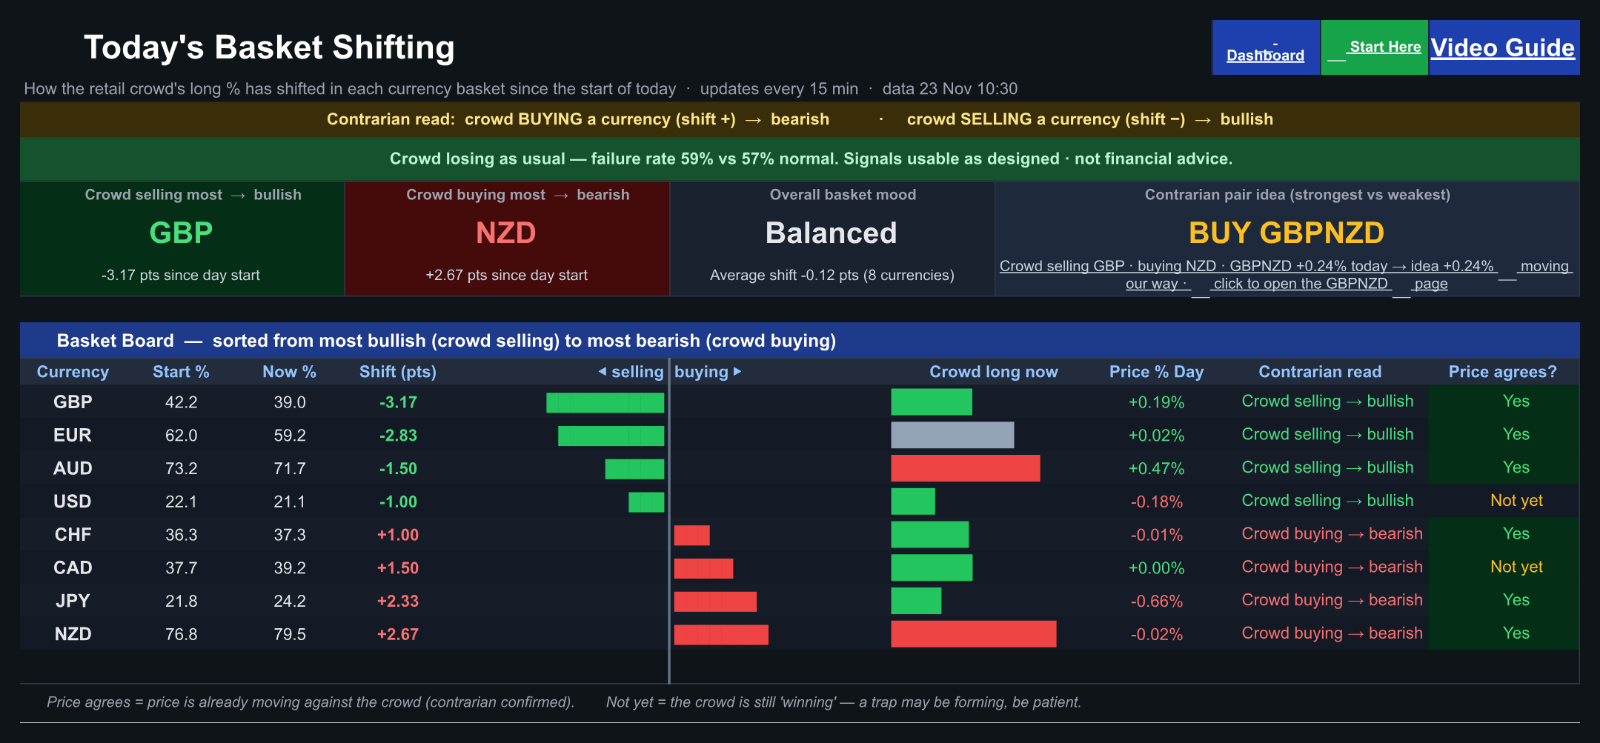 Today's Basket Shifting
Dashboard
Start Here
Video Guide
How the retail crowd's long % has shifted in each currency basket since the start of today · updates every 15 min · data 23 Nov 10:30
Contrarian read: crowd BUYING a currency (shift +) → bearish · crowd SELLING a currency (shift −) → bullish
Crowd losing as usual — failure rate 59% vs 57% normal. Signals usable as designed · not financial advice.
Crowd selling most → bullish
GBP
-3.17 pts since day start
Crowd buying most → bearish
NZD
+2.67 pts since day start
Overall basket mood
Balanced
Average shift -0.12 pts (8 currencies)
Contrarian pair idea (strongest vs weakest)
BUY GBPNZD
Crowd selling GBP · buying NZD · GBPNZD +0.24% today → idea +0.24% __ moving
our way · __ click to open the GBPNZD __ page
Basket Board — sorted from most bullish (crowd selling) to most bearish (crowd buying)
Currency Start % Now % Shift (pts) ◂ selling buying ▸ Crowd long now Price % Day Contrarian read Price agrees?
GBP 42.2 39.0 -3.17 +0.19% Crowd selling → bullish Yes
EUR 62.0 59.2 -2.83 +0.02% Crowd selling → bullish Yes
AUD 73.2 71.7 -1.50 +0.47% Crowd selling → bullish Yes
USD 22.1 21.1 -1.00 -0.18% Crowd selling → bullish Not yet
CHF 36.3 37.3 +1.00 -0.01% Crowd buying → bearish Yes
CAD 37.7 39.2 +1.50 +0.00% Crowd buying → bearish Not yet
JPY 21.8 24.2 +2.33 -0.66% Crowd buying → bearish Yes
NZD 76.8 79.5 +2.67 -0.02% Crowd buying → bearish Yes
Price agrees = price is already moving against the crowd (contrarian confirmed). Not yet = the crowd is still 'winning' — a trap may be forming, be patient.